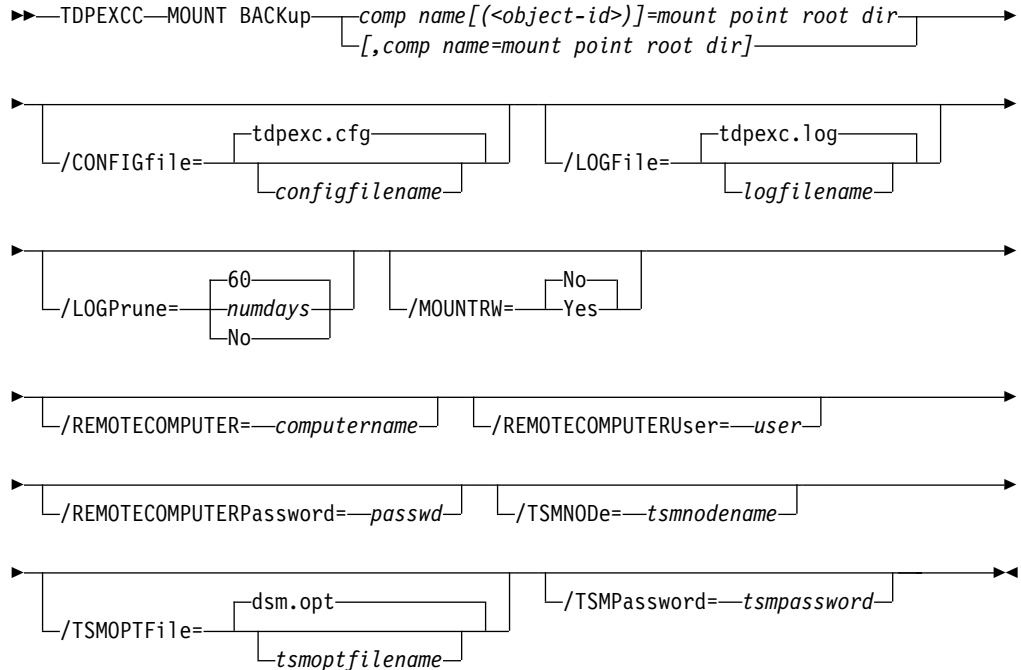 TDPEXCC MOUNT BACKup comp name[(<object-id>)]=mount point root dir
[,comp name=mount point root dir]
tdpexc.cfg tdpexc.log
/CONFIGfile= /LOGFile=
configfilename logfilename
60 No
/LOGPrune= numdays /MOUNTRW= Yes
No
/REMOTECOMPUTER= computername /REMOTECOMPUTERUser= user
/REMOTECOMPUTERPassword= passwd /TSMNODe= tsmnodename
dsm.opt /TSMPassword= tsmpassword
/TSMOPTFile=
tsmoptfilename